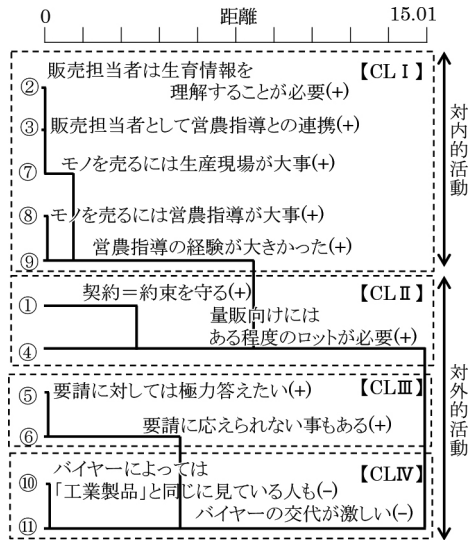 0 距離 15.01
【CLⅠ】
② 販売担当者は生育情報を
理解することが必要(+)
③ 販売担当者として営農指導との連携(+)
⑦ モノを売るには生産現場が大事(+)
⑧ モノを売るには営農指導が大事(+)
⑨ 営農指導の経験が大きかった(+)
対内的活動
【CLⅡ】
① 契約＝約束を守る(+)
量販向けには
④ ある程度のロットが必要(+)
【CLⅢ】
⑤ 要請に対しては極力答えたい(+)
⑥ 要請に応えられない事もある(+)
【CLⅣ】
⑩ バイヤーによっては
「工業製品」と同じに見ている人も(−)
⑪ バイヤーの交代が激しい(−)
対外的活動